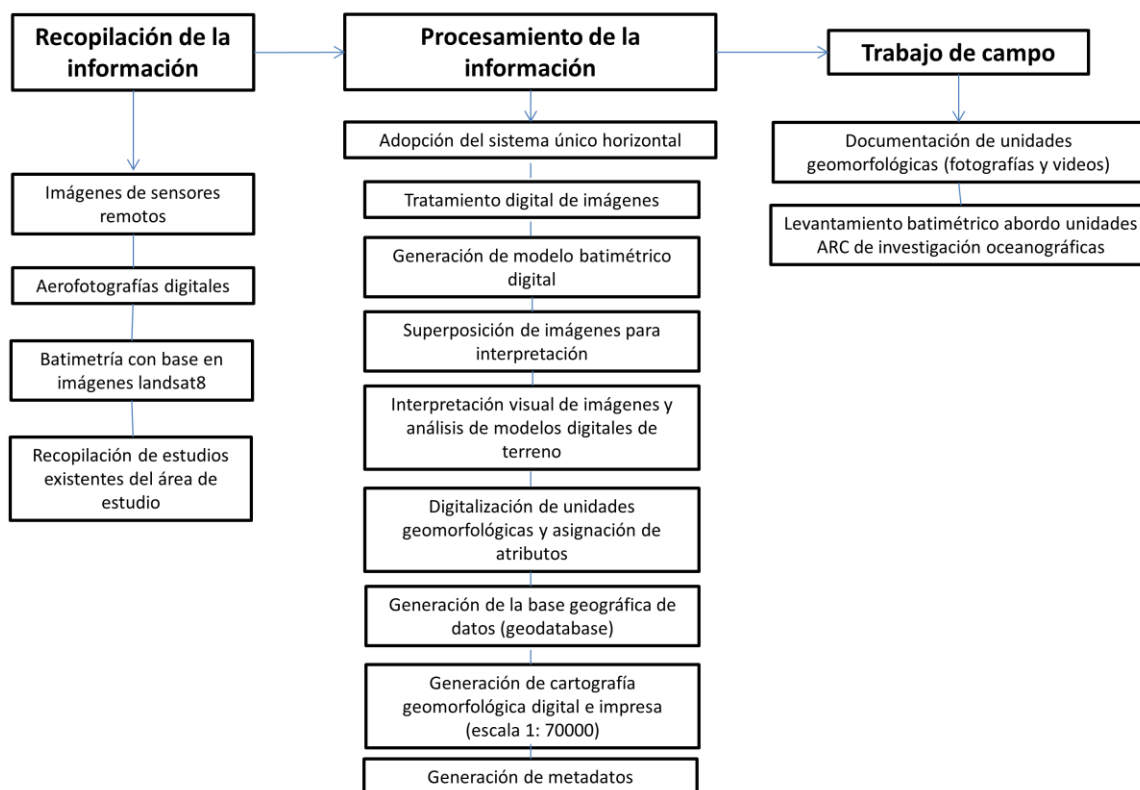 Recopilación de la
información
Procesamiento de la
información
Trabajo de campo
Imágenes de sensores
remotos
Aerofotografías digitales
Batimetría con base en
imágenes landsat8
Recopilación de estudios
existentes del área de
estudio
Adopción del sistema único horizontal
Tratamiento digital de imágenes
Generación de modelo batimétrico
digital
Superposición de imágenes para
interpretación
Interpretación visual de imágenes y
análisis de modelos digitales de
terreno
Digitalización de unidades
geomorfológicas y asignación de
atributos
Generación de la base geográfica de
datos (geodatabase)
Generación de cartografía
geomorfológica digital e impresa
(escala 1: 70000)
Generación de metadatos
Documentación de unidades
geomorfológicas (fotografías y videos)
Levantamiento batimétrico abordo unidades
ARC de investigación oceanográficas